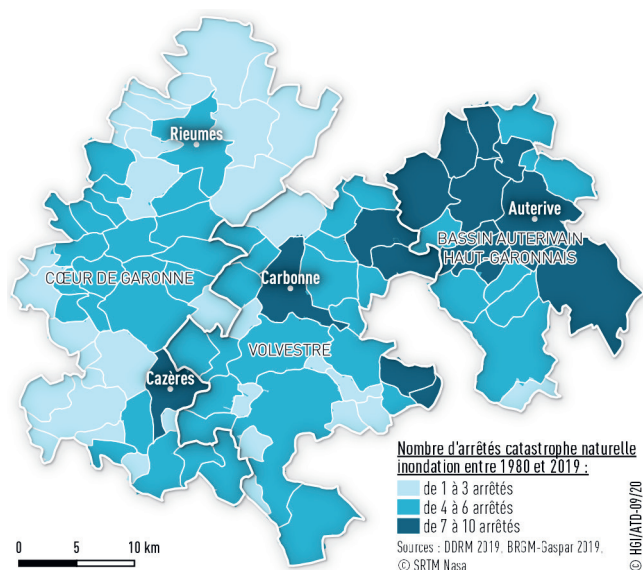 Rieumes
Auterive
BASSIN AUTERIVAIN
HAUT-GARONNAIS
CŒUR DE GARONNE
Carbonne
VOLVESTRE
Cazères
Nombre d'arrêtés catastrophe naturelle
inondation entre 1980 et 2019 :
de 1 à 3 arrêtés
de 4 à 6 arrêtés
de 7 à 10 arrêtés
Sources : DDRM 2019, BRGM-Gaspar 2019,
© SRTM Nasa
0 5 10 km
© HGI/ATD-09/20